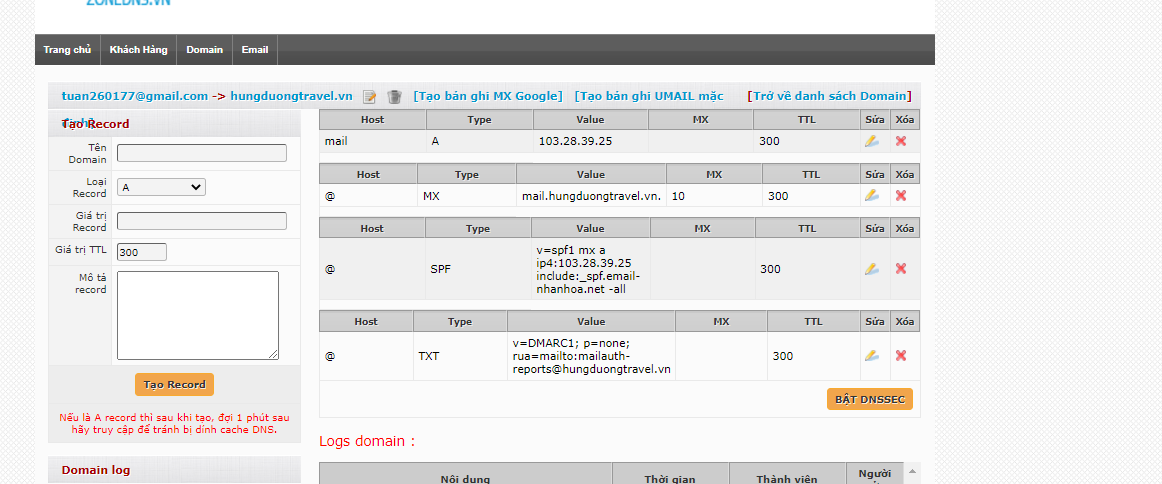 ZONEDNS.VN
Trang chủ Khách Hàng Domain Email
tuan260177@gmail.com -> hungduongtravel.vn [Tạo bản ghi MX Google] [Tạo bản ghi UMAIL mặc [Trở về danh sách Domain]
Tạo Record
Tên Domain
Loại Record A
Giá trị Record
Giá trị TTL 300
Mô tả record
Tạo Record
Nếu là A record thì sau khi tạo, đợi 1 phút sau
hãy truy cập để tránh bị dính cache DNS.
Domain log
Host Type Value MX TTL Sửa Xóa
mail A 103.28.39.25 300
Host Type Value MX TTL Sửa Xóa
@ MX mail.hungduongtravel.vn. 10 300
Host Type Value MX TTL Sửa Xóa
@ SPF v=spf1 mx a
ip4:103.28.39.25
include:_spf.email-
nhanhoa.net -all 300
Host Type Value MX TTL Sửa Xóa
@ TXT v=DMARC1; p=none;
rua=mailto:mailauth-
reports@hungduongtravel.vn 300
BẬT DNSSEC
Logs domain :
Nội dung Thời gian Thành viên Người